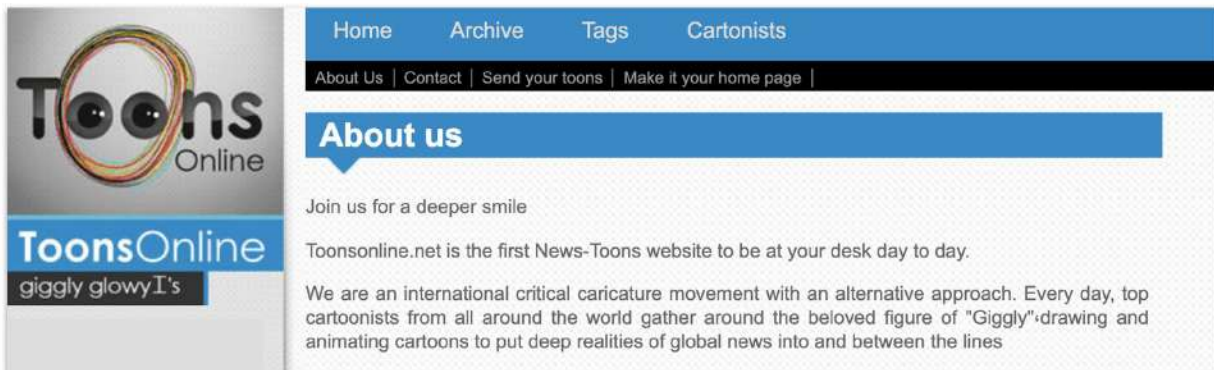 Home Archive Tags Cartonists
About Us | Contact | Send your toons | Make it your home page |
Toons
Online
About us
Join us for a deeper smile
ToonsOnline
giggly glowyI's
Toonsonline.net is the first News-Toons website to be at your desk day to day.
We are an international critical caricature movement with an alternative approach. Every day, top
cartoonists from all around the world gather around the beloved figure of "Giggly"،drawing and
animating cartoons to put deep realities of global news into and between the lines